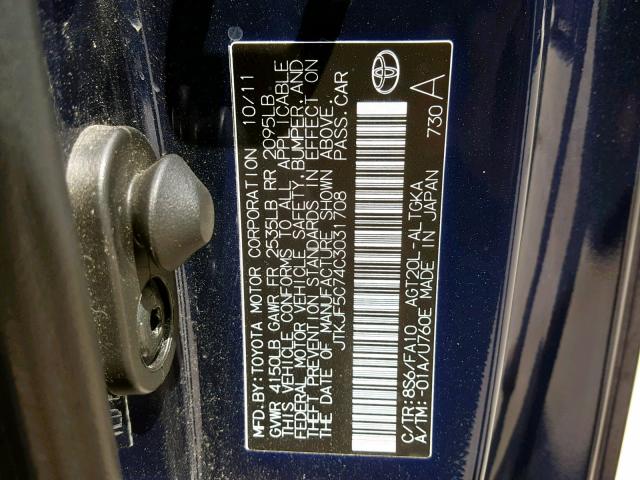 MFD.BY:TOYOTA MOTOR CORPORATION 10/11
GVWR 4150LB GAWR FR 2535LB RR 2095LB
THIS VEHICLE CONFORMS TO ALL APPLICABLE
FEDERAL MOTOR VEHICLE SAFETY, BUMPER, AND
THEFT PREVENTION STANDARDS IN EFFECT ON
THE DATE OF MANUFACTURE SHOWN ABOVE.
JTKJF5C74C3031708 PASS.CAR
C/TR:8S6/FA10 AGT20L-ALTGKA
A/TM:-01A/U760E MADE IN JAPAN
730 A